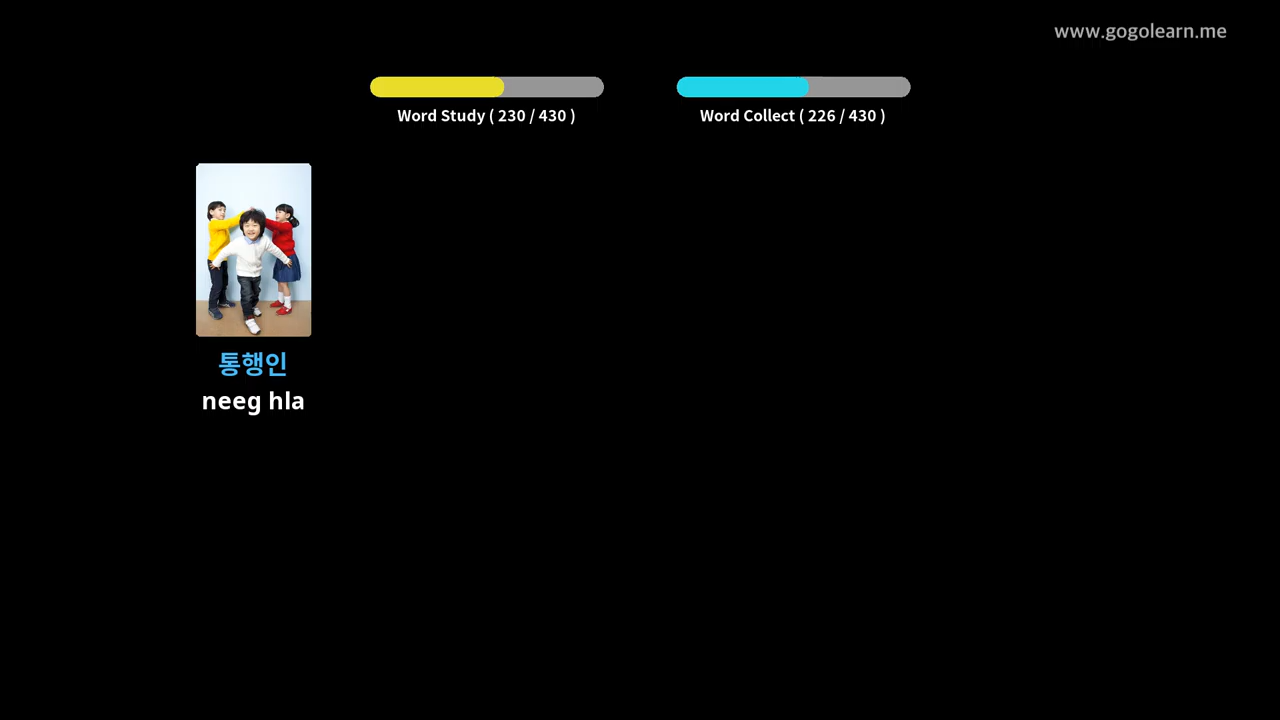 www.gogolearn.me
Word Study ( 230 / 430 )
Word Collect ( 226 / 430 )
통행인
neeg hla